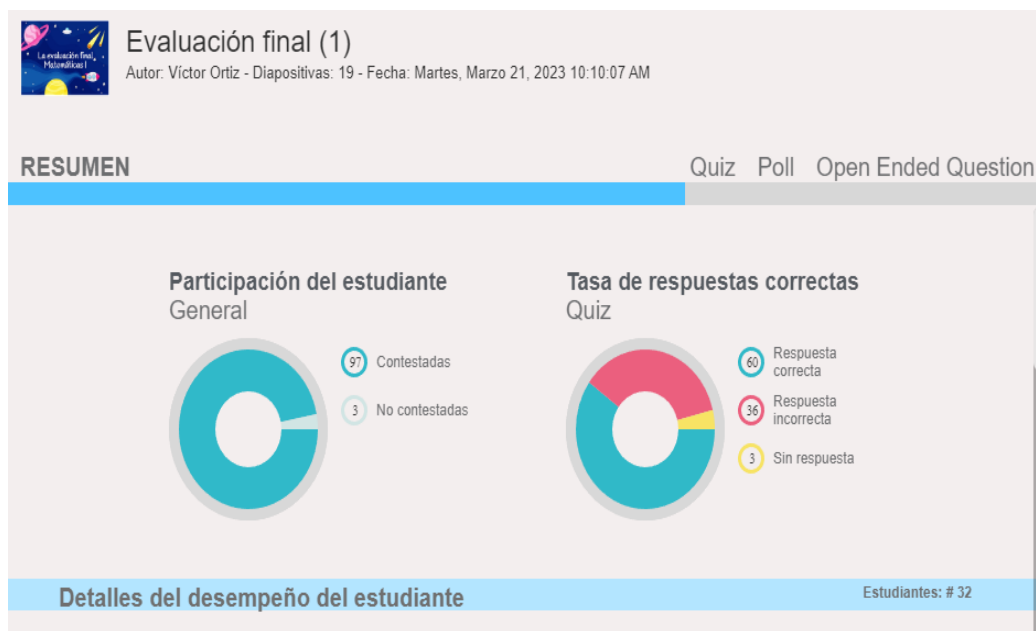 La evaluación final,
Matemáticas I
Evaluación final (1)
Autor: Víctor Ortiz - Diapositivas: 19 - Fecha: Martes, Marzo 21, 2023 10:10:07 AM
RESUMEN
Quiz Poll Open Ended Question
Participación del estudiante
General
97 Contestadas
3 No contestadas
Tasa de respuestas correctas
Quiz
60 Respuesta
correcta
36 Respuesta
incorrecta
3 Sin respuesta
Detalles del desempeño del estudiante
Estudiantes: # 32